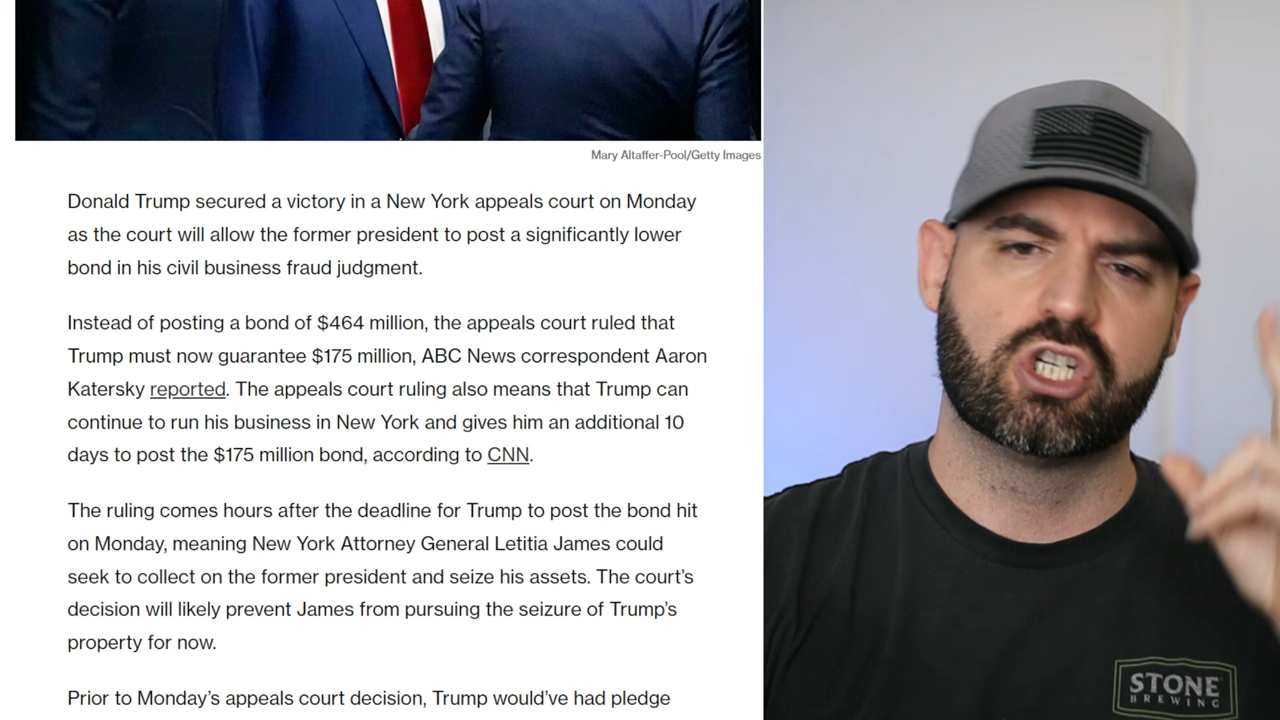 Mary Altaffer-Pool/Getty Images
Donald Trump secured a victory in a New York appeals court on Monday
as the court will allow the former president to post a significantly lower
bond in his civil business fraud judgment.
Instead of posting a bond of $464 million, the appeals court ruled that
Trump must now guarantee $175 million, ABC News correspondent Aaron
Katersky reported. The appeals court ruling also means that Trump can
continue to run his business in New York and gives him an additional 10
days to post the $175 million bond, according to CNN.
The ruling comes hours after the deadline for Trump to post the bond hit
on Monday, meaning New York Attorney General Letitia James could
seek to collect on the former president and seize his assets. The court’s
decision will likely prevent James from pursuing the seizure of Trump’s
property for now.
Prior to Monday’s appeals court decision, Trump would’ve had pledge
STONE
BREWING